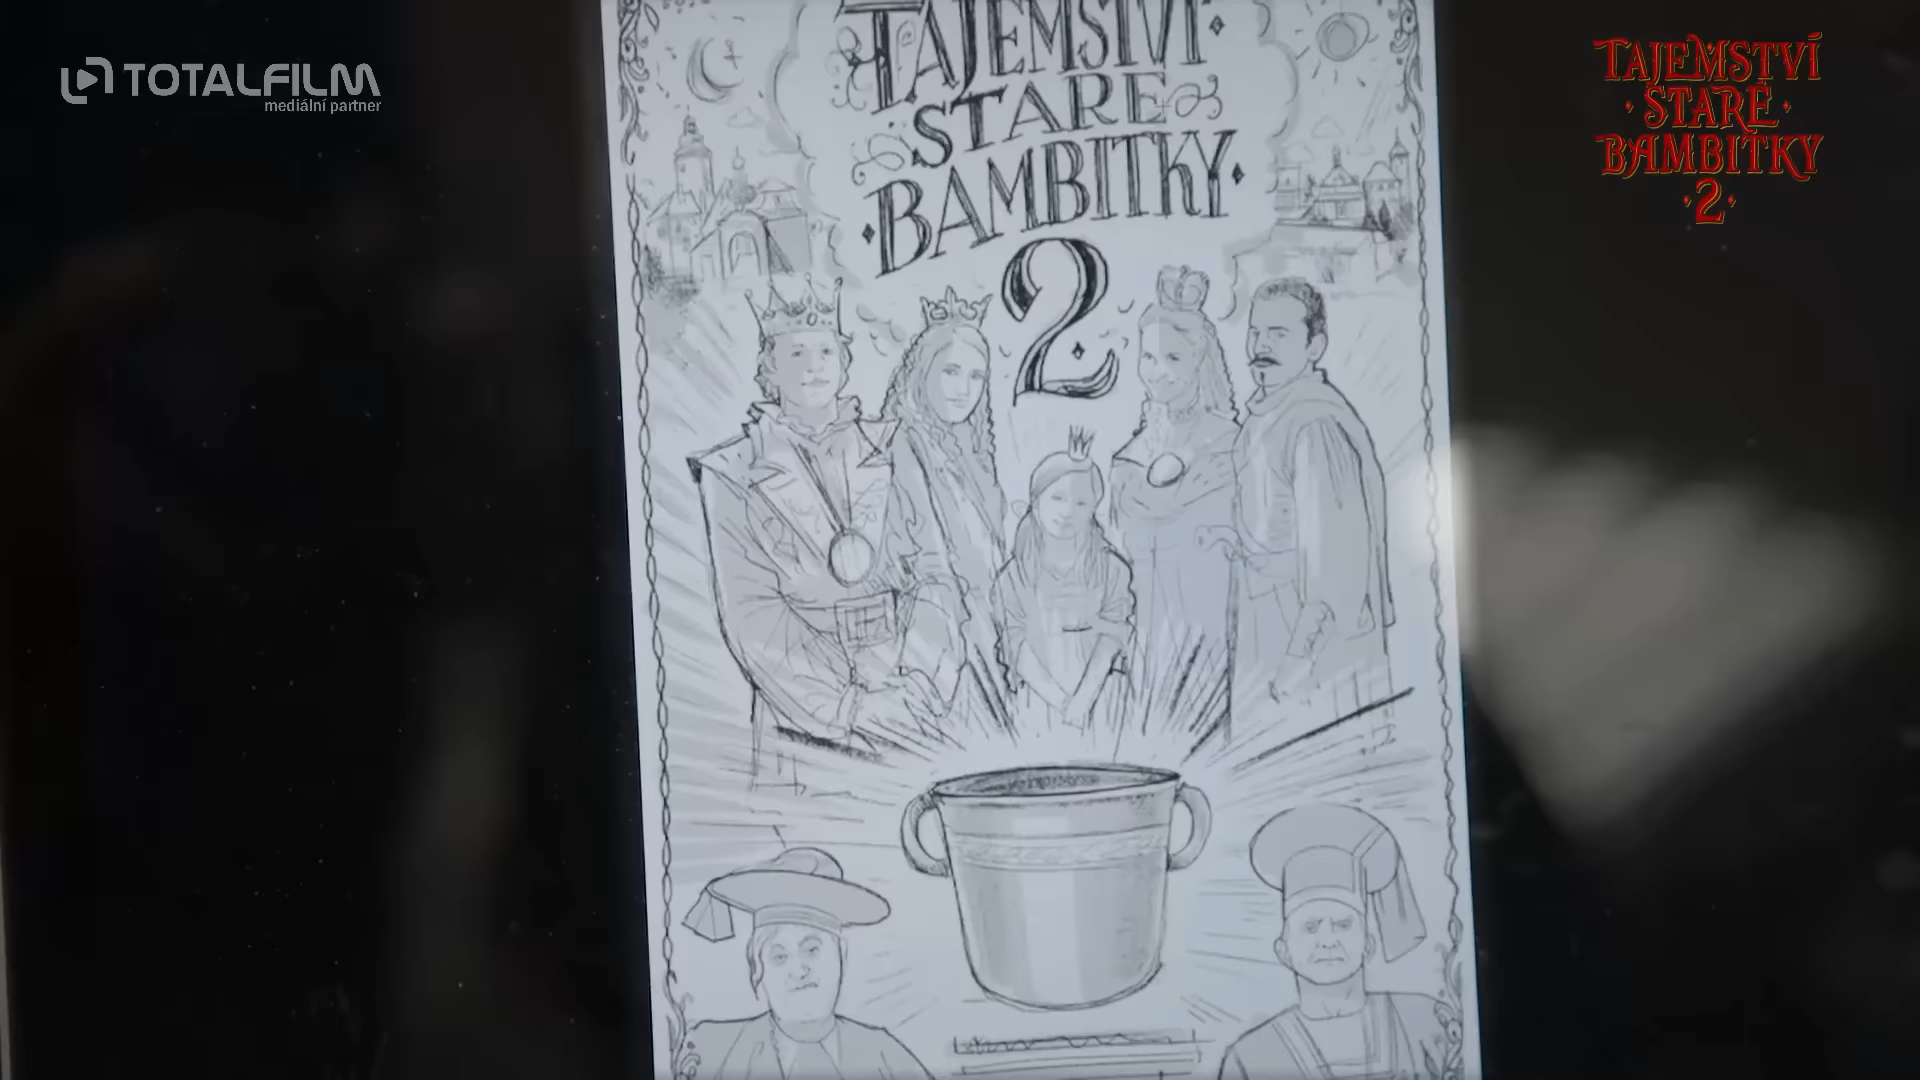 TOTALFILM
mediální partner
TAJEMSTVÍ
STARÉ
BAMBITKY
2
TAJEMSTVÍ
STARÉ
BAMBITKY
2